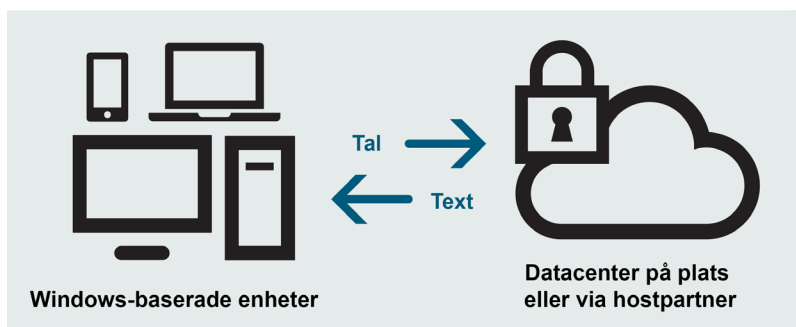 Tal
Text
Windows-baserade enheter
Datacenter på plats
eller via hostpartner